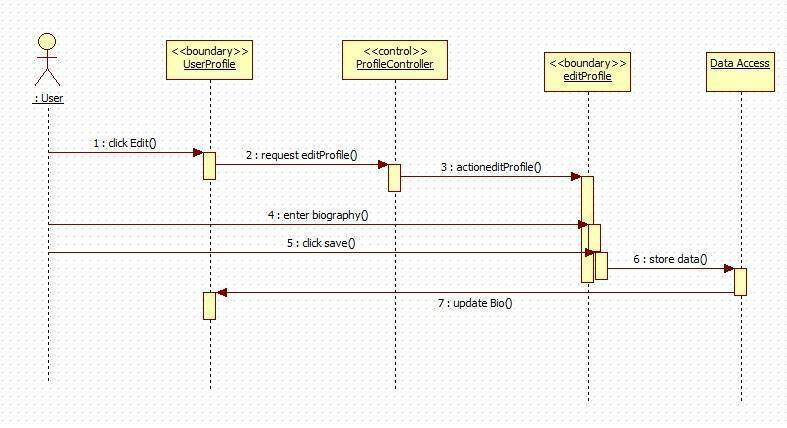 <<boundary>>
UserProfile
<<control>>
ProfileController
<<boundary>>
editProfile
Data Access
: User
1 : click Edit()
2 : request editProfile()
3 : actioneditProfile()
4 : enter biography()
5 : click save()
6 : store data()
7 : update Bio()